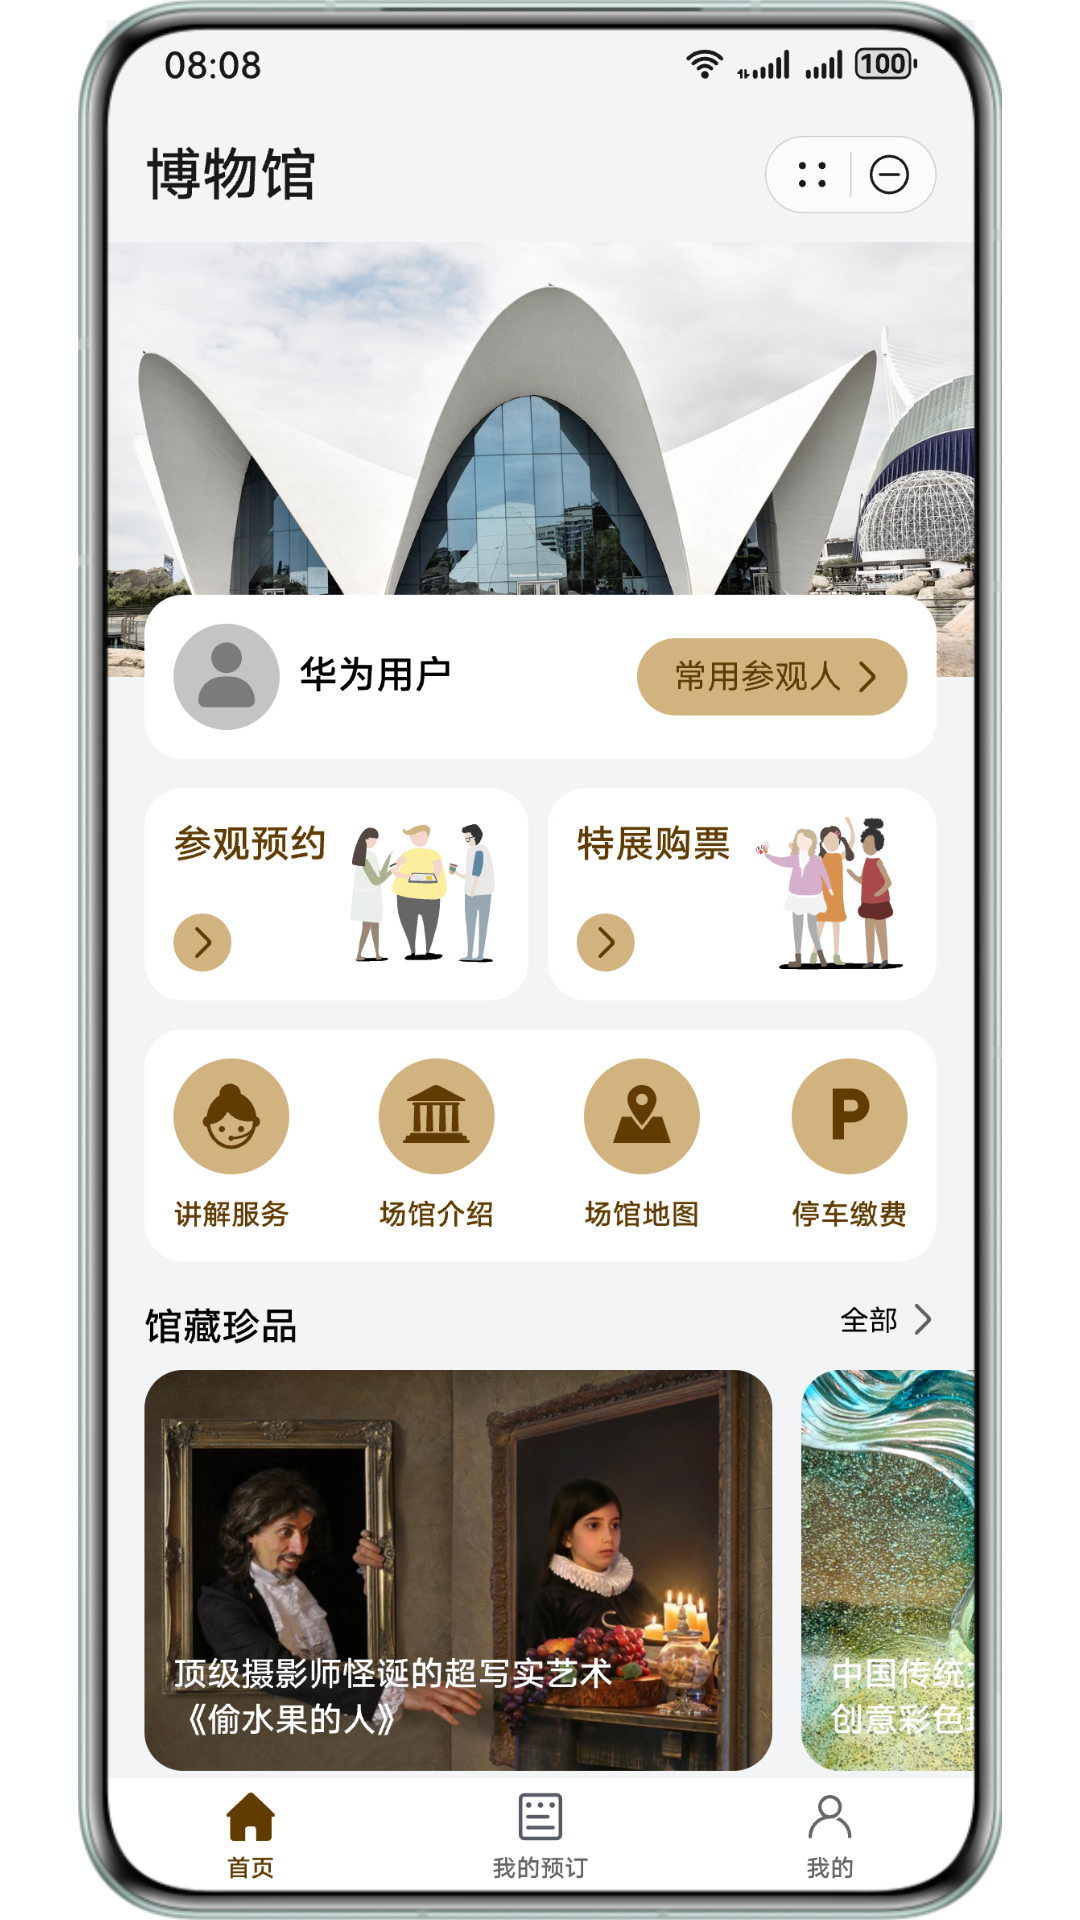 08:08
100
博物馆
华为用户
常用参观人
参观预约
特展购票
P
讲解服务
场馆介绍
场馆地图
停车缴费
馆藏珍品
全部
顶级摄影师怪诞的超写实艺术
《偷水果的人》
中国传统
创意彩色
首页
我的预订
我的